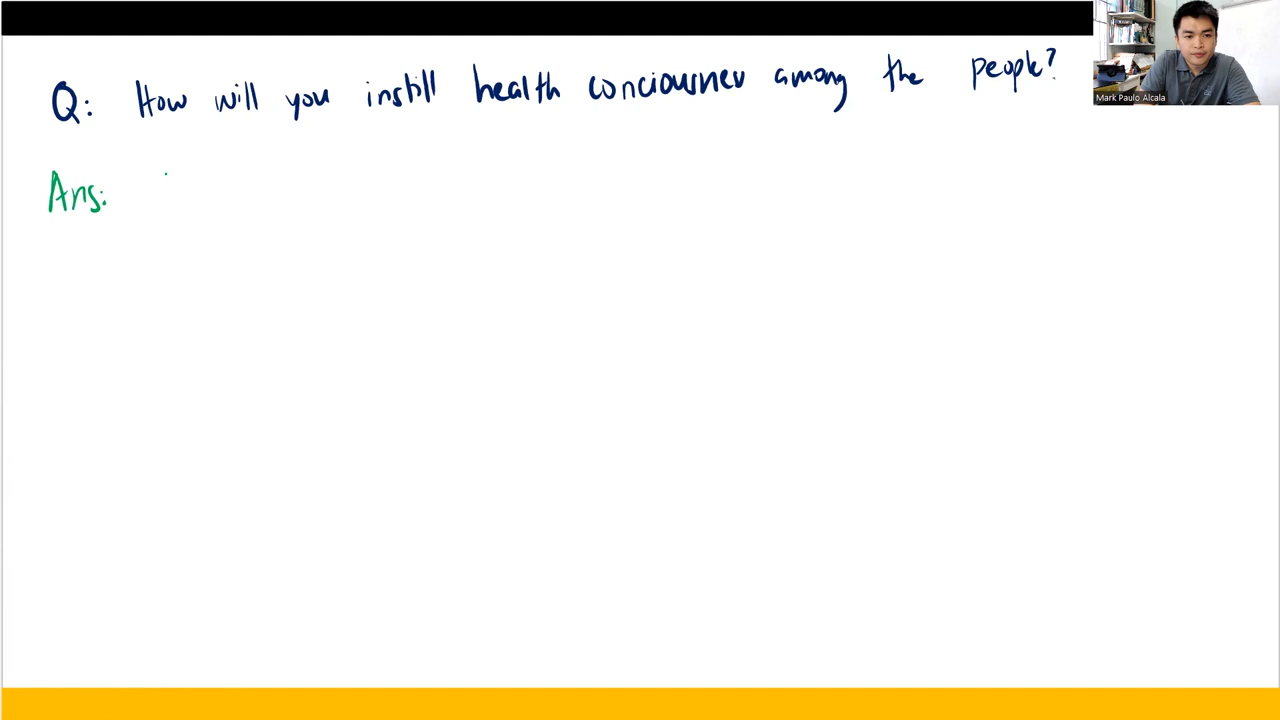 Q: How will you instill health conciousness among the people?
Mark Paulo Alcala
Ans: